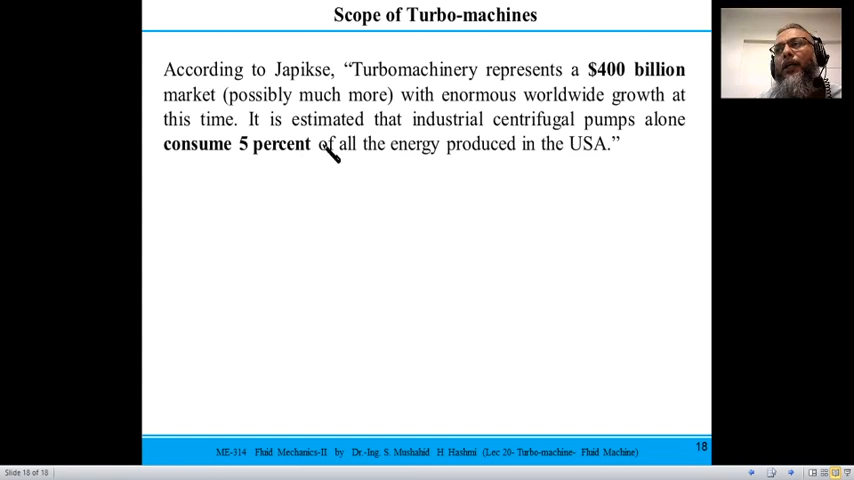 Scope of Turbo-machines
According to Japikse, “Turbomachinery represents a $400 billion
market (possibly much more) with enormous worldwide growth at
this time. It is estimated that industrial centrifugal pumps alone
consume 5 percent of all the energy produced in the USA.”
ME-314 Fluid Mechanics-II by Dr.-Ing. S. Mushahid H Hashmi (Lec 20- Turbo-machine- Fluid Machine)
18
Slide 18 of 18